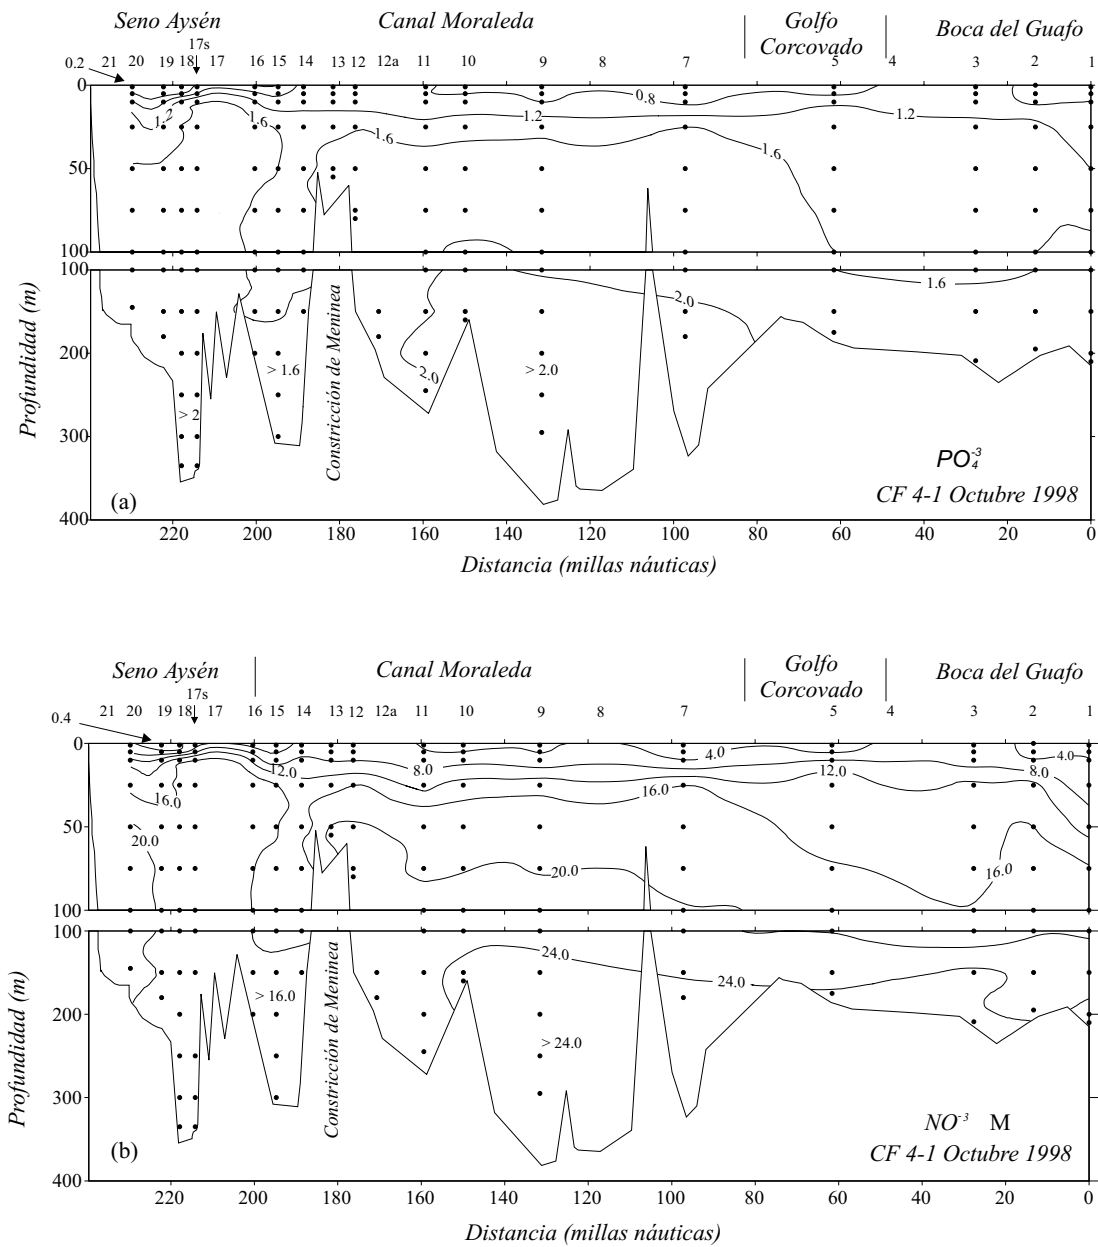 Seno Aysén Canal Moraleda Golfo Corcovado Boca del Guafo
17s
0.2 21 20 19 18 17 16 15 14 13 12 12a 11 10 9 8 7 5 4 3 2 1
0
0.8
1.2 1.2 1.2
1.6 1.6 1.6
50
100
100
1.6
2.0
200
> 1.6 2.0 > 2.0
> 2
300
400
Profundidad (m)
Constricción de Meninea
PO₄⁻³
(a) CF 4-1 Octubre 1998
220 200 180 160 140 120 100 80 60 40 20 0
Distancia (millas náuticas)
Seno Aysén Canal Moraleda Golfo Corcovado Boca del Guafo
17s
0.4 21 20 19 18 17 16 15 14 13 12 12a 11 10 9 8 7 5 4 3 2 1
0
4.0 4.0
12.0 8.0 12.0 8.0
16.0 16.0
50
20.0
20.0 16.0
100
100
24.0
24.0
> 16.0
200
> 24.0
300
400
Profundidad (m)
Constricción de Meninea
NO⁻³ M
(b) CF 4-1 Octubre 1998
220 200 180 160 140 120 100 80 60 40 20 0
Distancia (millas náuticas)